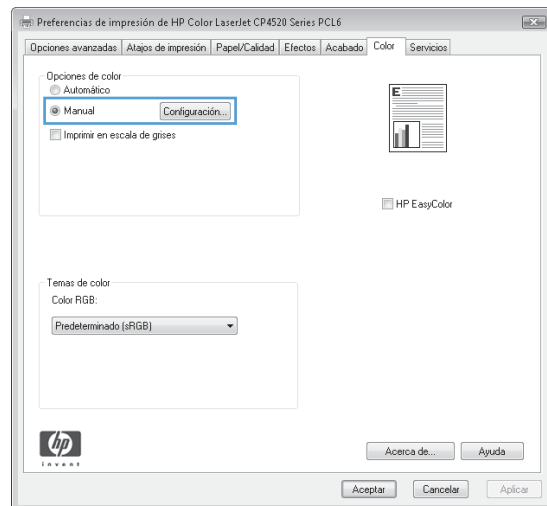 Preferencias de impresión de HP Color LaserJet CP4520 Series PCL6
Opciones avanzadas Atajos de impresión Papel/Calidad Efectos Acabado Color Servicios
Opciones de color
Automático
Manual Configuración...
Imprimir en escala de grises
E
HP EasyColor
Temas de color
Color RGB:
Predeterminado (sRGB)
hp
invent
Acerca de... Ayuda
Aceptar Cancelar Aplicar